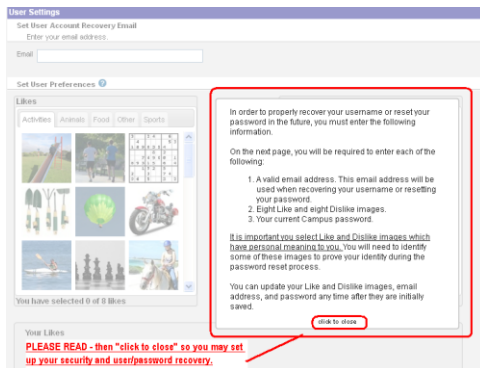 User Settings
Set User Account Recovery Email
Enter your email address.
Email
Set User Preferences
Likes
Activities Animals Food Other Sports
You have selected 0 of 8 likes
In order to properly recover your username or reset your
password in the future, you must enter the following
information.
On the next page, you will be required to enter each of the
following:
1. A valid email address. This email address will be
used when recovering your username or resetting
your password.
2. Eight Like and eight Dislike images.
3. Your current Campus password.
It is important you select Like and Dislike images which
have personal meaning to you. You will need to identify
some of these images to prove your identity during the
password reset process.
You can update your Like and Dislike images, email
address, and password any time after they are initially
saved.
click to close
Your Likes
PLEASE READ - then "click to close" so you may set
up your security and user/password recovery.